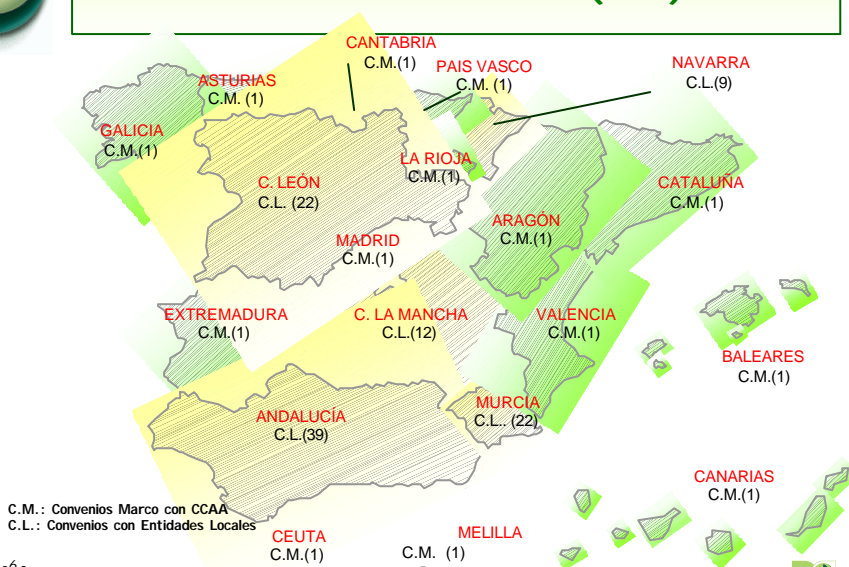 CANTABRIA
C.M.(1)
PAIS VASCO
C.M. (1)
NAVARRA
C.L.(9)
ASTURIAS
C.M. (1)
GALICIA
C.M.(1)
LA RIOJA
C.M.(1)
C. LEÓN
C.L. (22)
CATALUÑA
C.M.(1)
ARAGÓN
C.M.(1)
MADRID
C.M.(1)
EXTREMADURA
C.M.(1)
C. LA MANCHA
C.L.(12)
VALENCIA
C.M.(1)
BALEARES
C.M.(1)
ANDALUCÍA
C.L.(39)
MURCIA
C.L.. (22)
CANARIAS
C.M.(1)
C.M.: Convenios Marco con CCAA
C.L.: Convenios con Entidades Locales
CEUTA
C.M.(1)
MELILLA
C.M. (1)
-6-